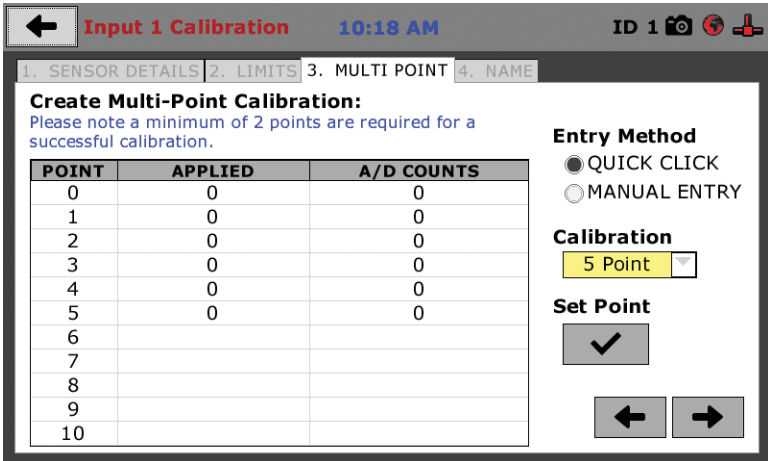 Input 1 Calibration 10:18 AM ID 1
1. SENSOR DETAILS 2. LIMITS 3. MULTI POINT 4. NAME
Create Multi-Point Calibration:
Please note a minimum of 2 points are required for a
successful calibration.
POINT APPLIED A/D COUNTS
0 0 0
1 0 0
2 0 0
3 0 0
4 0 0
5 0 0
6
7
8
9
10
Entry Method
QUICK CLICK
MANUAL ENTRY
Calibration
5 Point
Set Point